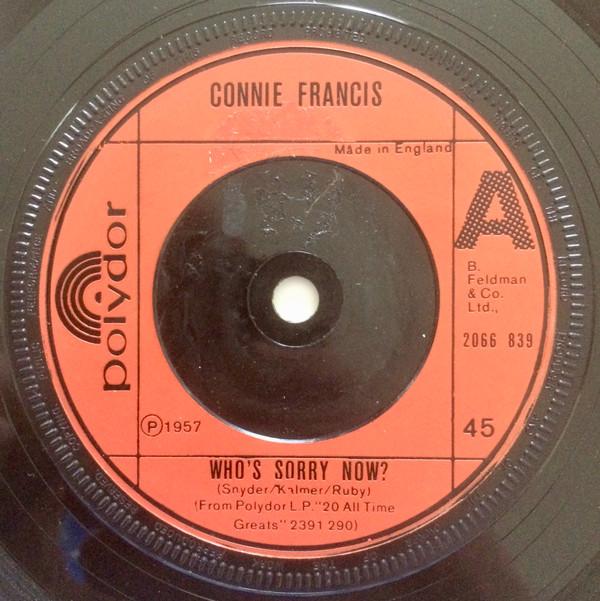 CONNIE FRANCIS
Made in England
A
polydor
B.
Feldman
& Co.
Ltd.,
2066 839
℗1957
45
WHO'S SORRY NOW?
(Snyder/Kalmer/Ruby)
(From Polydor L.P. "20 All Time
Greats" 2391 290)